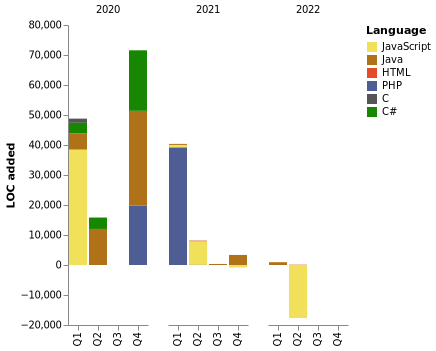 2020 2021 2022
80,000
70,000
60,000
50,000
40,000
30,000
20,000
10,000
0
−10,000
−20,000
LOC added
Q1 Q2 Q3 Q4 Q1 Q2 Q3 Q4 Q1 Q2 Q3 Q4
Language
JavaScript
Java
HTML
PHP
C
C#